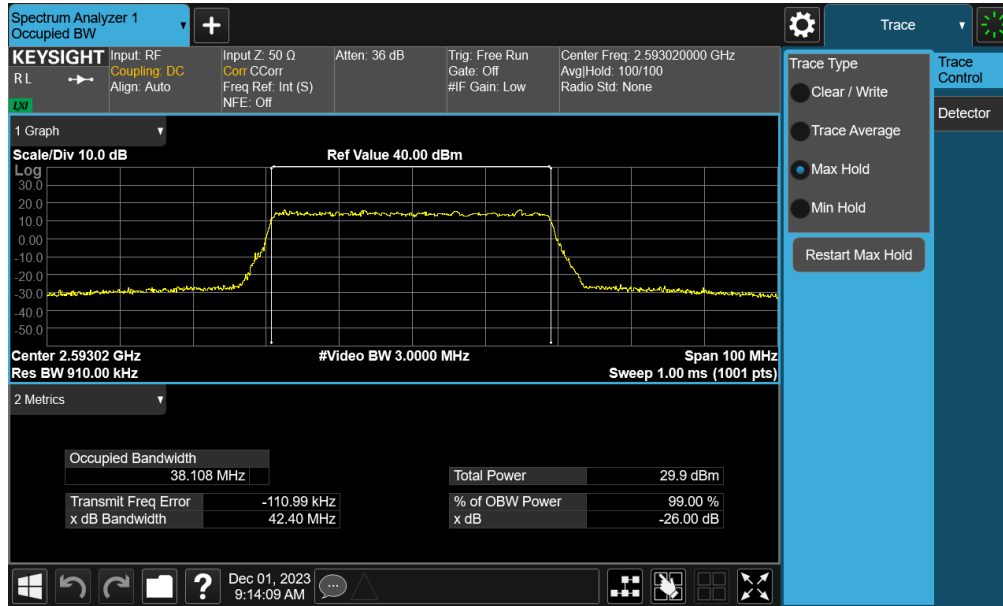 Spectrum Analyzer 1
Occupied BW
+
Trace
KEYSIGHT
R L
LXI
Input: RF
Coupling: DC
Align: Auto
Input Z: 50 Ω
Corr CCorr
Freq Ref: Int (S)
NFE: Off
Atten: 36 dB
Trig: Free Run
Gate: Off
#IF Gain: Low
Center Freq: 2.593020000 GHz
Avg|Hold: 100/100
Radio Std: None
1 Graph
Scale/Div 10.0 dB
Ref Value 40.00 dBm
Log
30.0
20.0
10.0
0.00
-10.0
-20.0
-30.0
-40.0
-50.0
Center 2.59302 GHz
#Video BW 3.0000 MHz
Span 100 MHz
Res BW 910.00 kHz
Sweep 1.00 ms (1001 pts)
2 Metrics
Occupied Bandwidth
38.108 MHz
Total Power 29.9 dBm
Transmit Freq Error -110.99 kHz
% of OBW Power 99.00 %
x dB Bandwidth 42.40 MHz
x dB -26.00 dB
?
Dec 01, 2023
9:14:09 AM
Trace Type
Clear / Write
Trace Average
Max Hold
Min Hold
Restart Max Hold
Trace
Control
Detector